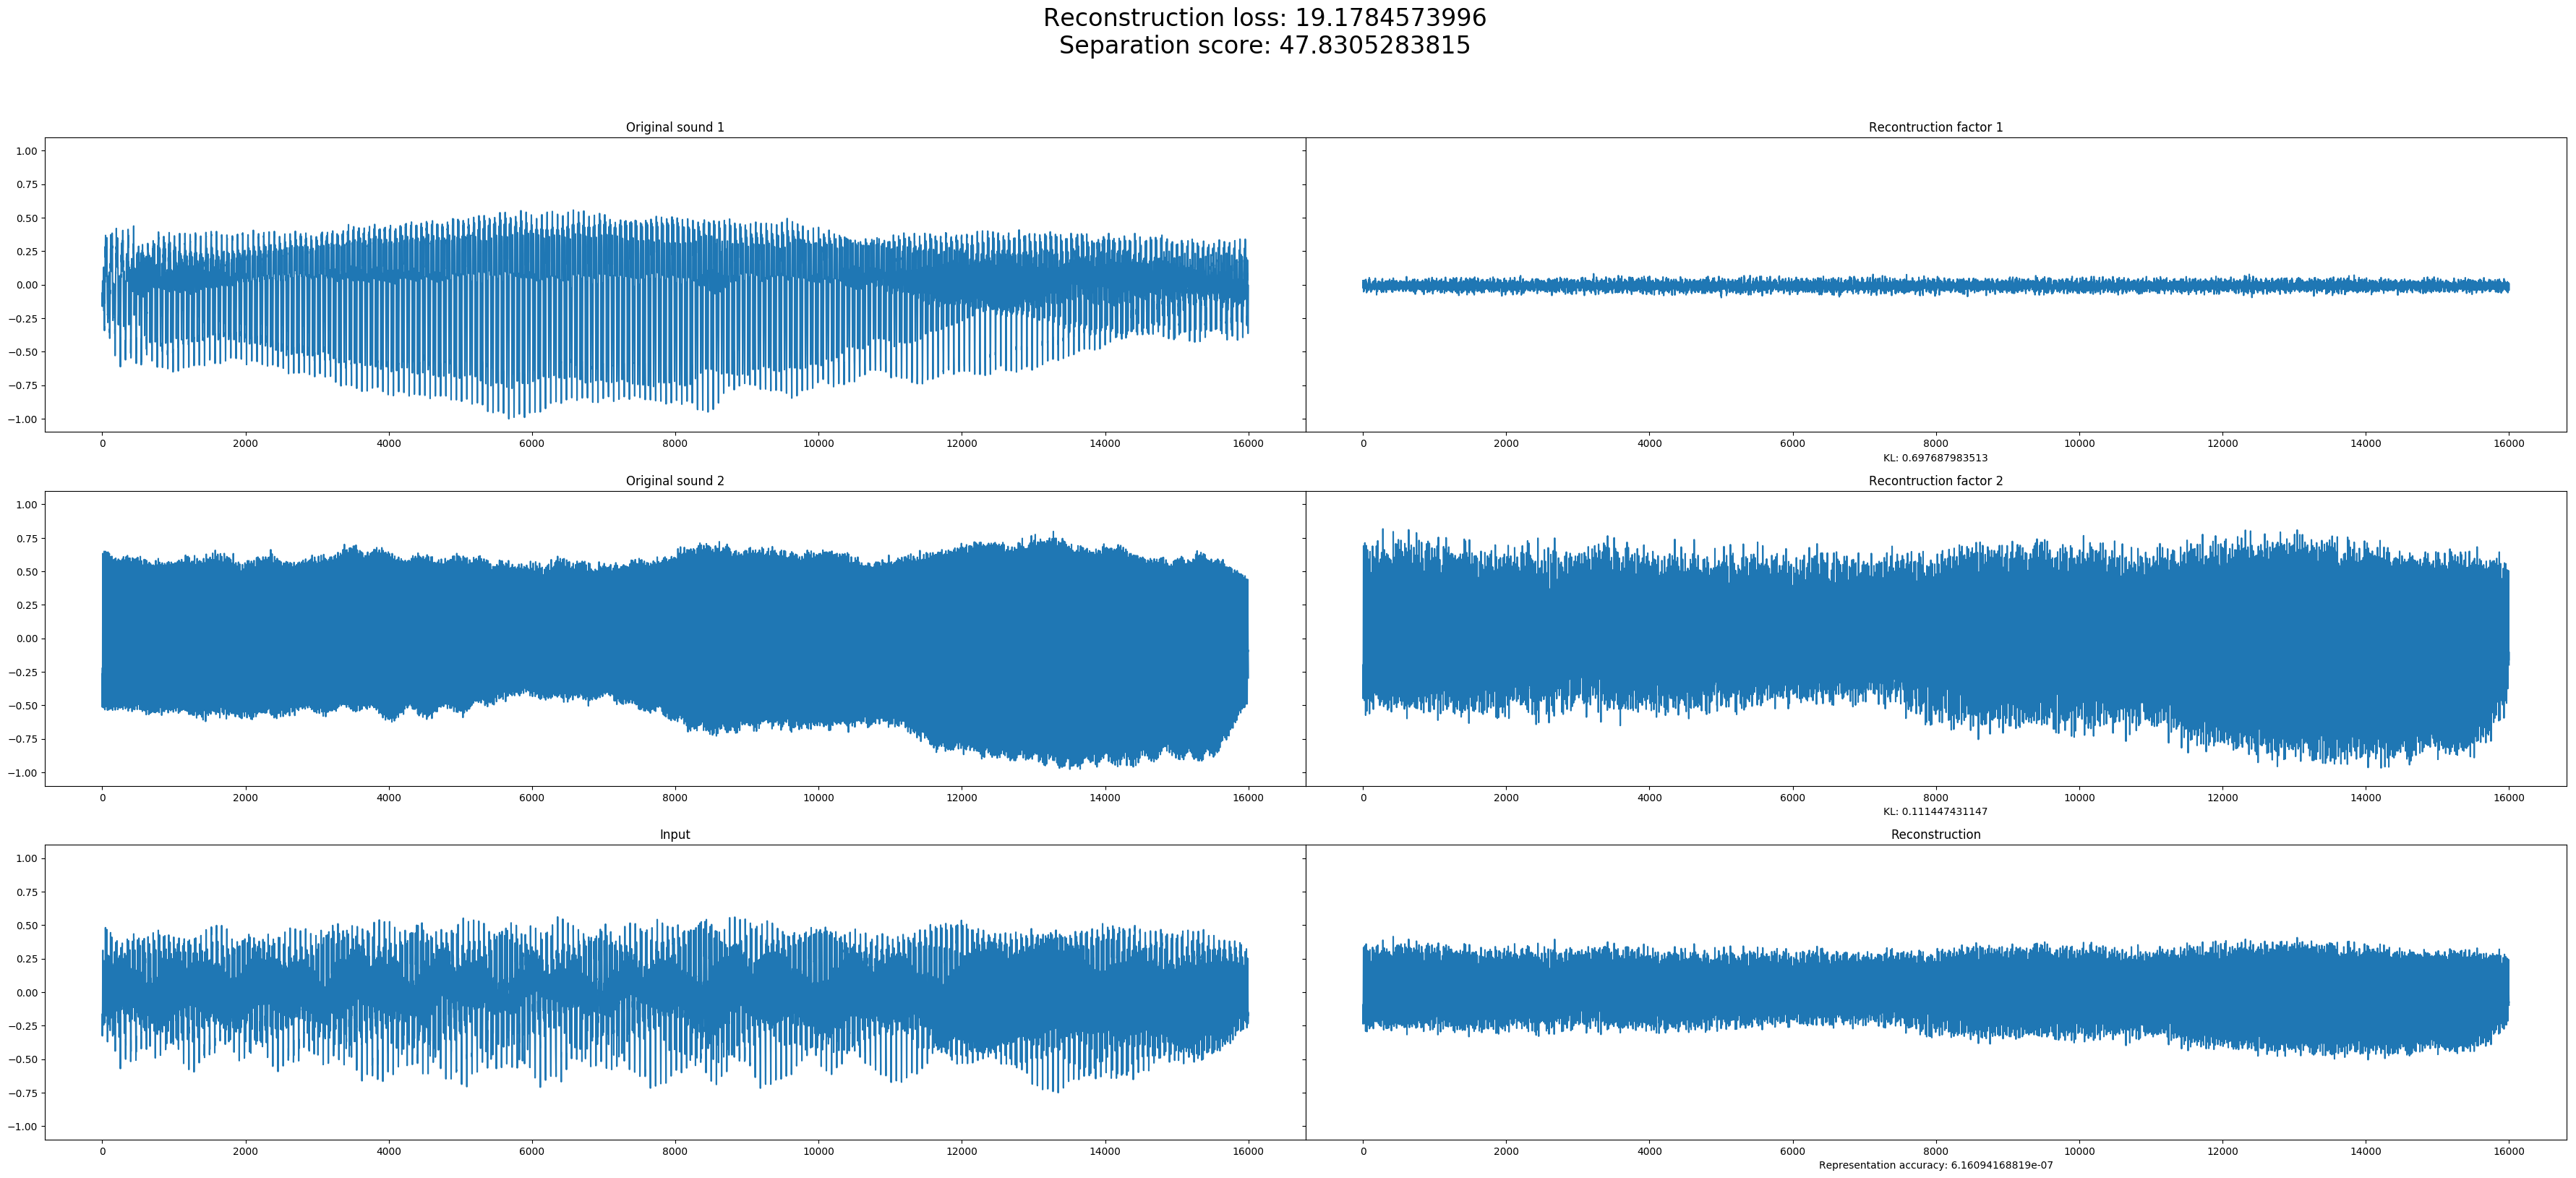 Reconstruction loss: 19.1784573996
Separation score: 47.8305283815
Original sound 1
Recontruction factor 1
1.00
0.75
0.50
0.25
0.00
−0.25
−0.50
−0.75
−1.00
0 2000 4000 6000 8000 10000 12000 14000 16000
0 2000 4000 6000 8000 10000 12000 14000 16000
KL: 0.697687983513
Original sound 2
Recontruction factor 2
1.00
0.75
0.50
0.25
0.00
−0.25
−0.50
−0.75
−1.00
0 2000 4000 6000 8000 10000 12000 14000 16000
0 2000 4000 6000 8000 10000 12000 14000 16000
KL: 0.111447431147
Input
Reconstruction
1.00
0.75
0.50
0.25
0.00
−0.25
−0.50
−0.75
−1.00
0 2000 4000 6000 8000 10000 12000 14000 16000
0 2000 4000 6000 8000 10000 12000 14000 16000
Representation accuracy: 6.16094168819e-07